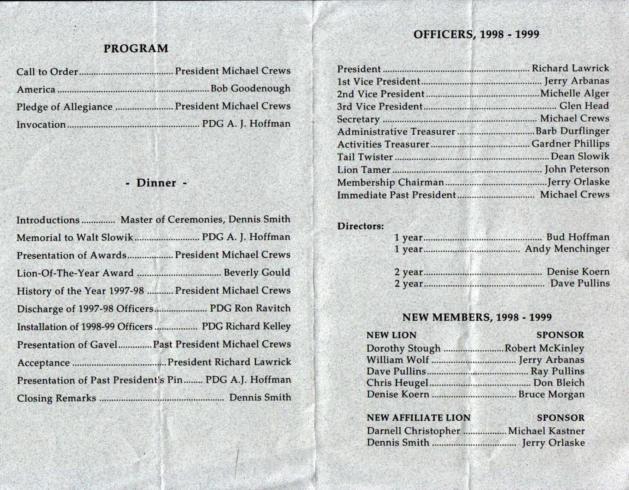 PROGRAM
Call to Order..............................President Michael Crews
America..................................................Bob Goodenough
Pledge of Allegiance ..................President Michael Crews
Invocation..........................................PDG A. J. Hoffman
- Dinner -
Introductions ............. Master of Ceremonies, Dennis Smith
Memorial to Walt Slowik.....................PDG A. J. Hoffman
Presentation of Awards...............President Michael Crews
Lion-Of-The-Year Award ...........................Beverly Gould
History of the Year 1997-98 .........President Michael Crews
Discharge of 1997-98 Officers.................PDG Ron Ravitch
Installation of 1998-99 Officers.............. PDG Richard Kelley
Presentation of Gavel...........Past President Michael Crews
Acceptance ..............................President Richard Lawrick
Presentation of Past President's Pin....... PDG A.J. Hoffman
Closing Remarks ........................................ Dennis Smith
OFFICERS, 1998 - 1999
President ................................................ Richard Lawrick
1st Vice President........................................ Jerry Arbanas
2nd Vice President.....................................Michelle Alger
3rd Vice President............................................ Glen Head
Secretary .................................................. Michael Crews
Administrative Treasurer .........................Barb Durflinger
Activities Treasurer................................Gardner Phillips
Tail Twister ................................................. Dean Slowik
Lion Tamer................................................ John Peterson
Membership Chairman.................................Jerry Orlaske
Immediate Past President......................... Michael Crews
Directors:
1 year...................................... Bud Hoffman
1 year................................ Andy Menchinger
2 year...................................... Denise Koern
2 year....................................... Dave Pullins
NEW MEMBERS, 1998 - 1999
NEW LION SPONSOR
Dorothy Stough ....................Robert McKinley
William Wolf ............................ Jerry Arbanas
Dave Pullins.................................. Ray Pullins
Chris Heugel.................................. Don Bleich
Denise Koern ............................ Bruce Morgan
NEW AFFILIATE LION SPONSOR
Darnell Christopher ..............Michael Kastner
Dennis Smith ........................... Jerry Orlaske